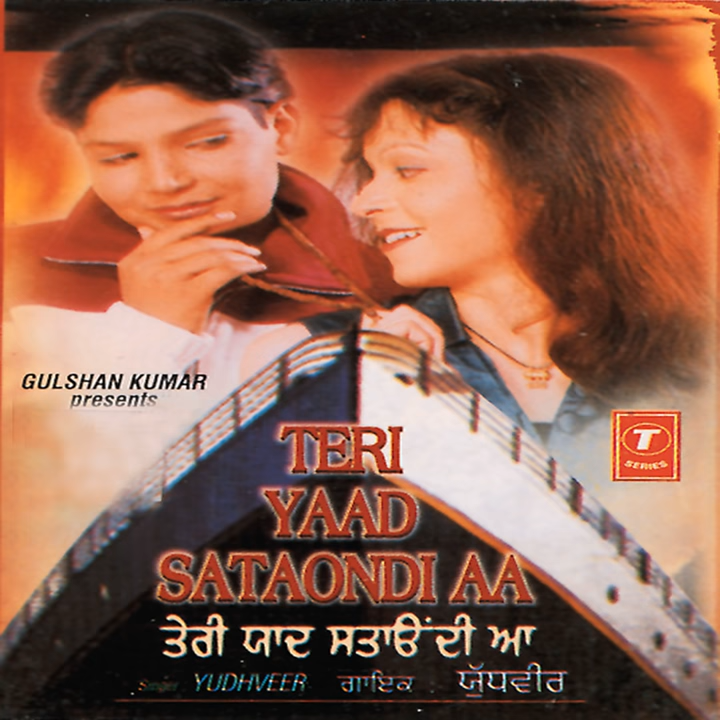 GULSHAN KUMAR
presents
T
SERIES
TERI
YAAD
SATAONDI AA
ਤੇਰੀ ਯਾਦ ਸਤਾਉਂਦੀ ਆ
Singer YUDHVEER ਗਾਇਕ ਯੁੱਧਵੀਰ